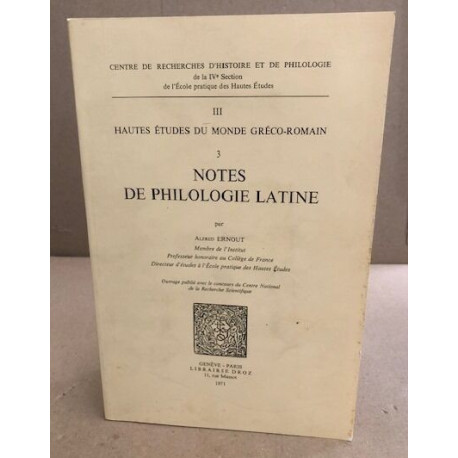 CENTRE DE RECHERCHES D'HISTOIRE ET DE PHILOLOGIE
de la IVe Section
de l'École pratique des Hautes Études
III
HAUTES ÉTUDES DU MONDE GRÉCO-ROMAIN
3
NOTES
DE PHILOLOGIE LATINE
par
ALFRED ERNOUT
Membre de l'Institut
Professeur honoraire au Collège de France
Directeur d'études à l'École pratique des Hautes Études
Ouvrage publié avec le concours du Centre National
de la Recherche Scientifique
GENÈVE - PARIS
LIBRAIRIE DROZ
11, rue Massot
1971